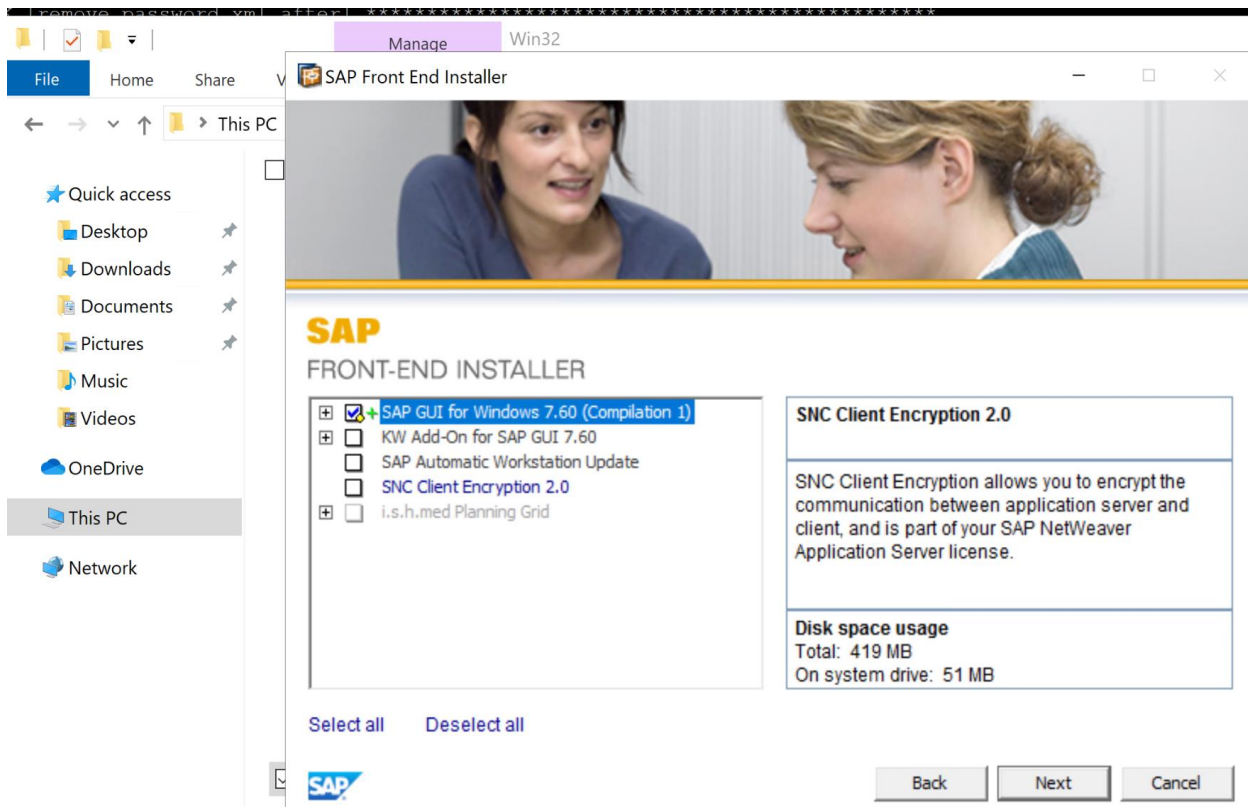 [remove password xml after] ***********************************************
Manage
Win32
File Home Share V
SAP Front End Installer
This PC
Quick access
Desktop
Downloads
Documents
Pictures
Music
Videos
OneDrive
This PC
Network
SAP
FRONT-END INSTALLER
SAP GUI for Windows 7.60 (Compilation 1)
KW Add-On for SAP GUI 7.60
SAP Automatic Workstation Update
SNC Client Encryption 2.0
i.s.h.med Planning Grid
SNC Client Encryption 2.0
SNC Client Encryption allows you to encrypt the
communication between application server and
client, and is part of your SAP NetWeaver
Application Server license.
Disk space usage
Total: 419 MB
On system drive: 51 MB
Select all Deselect all
SAP
Back Next Cancel